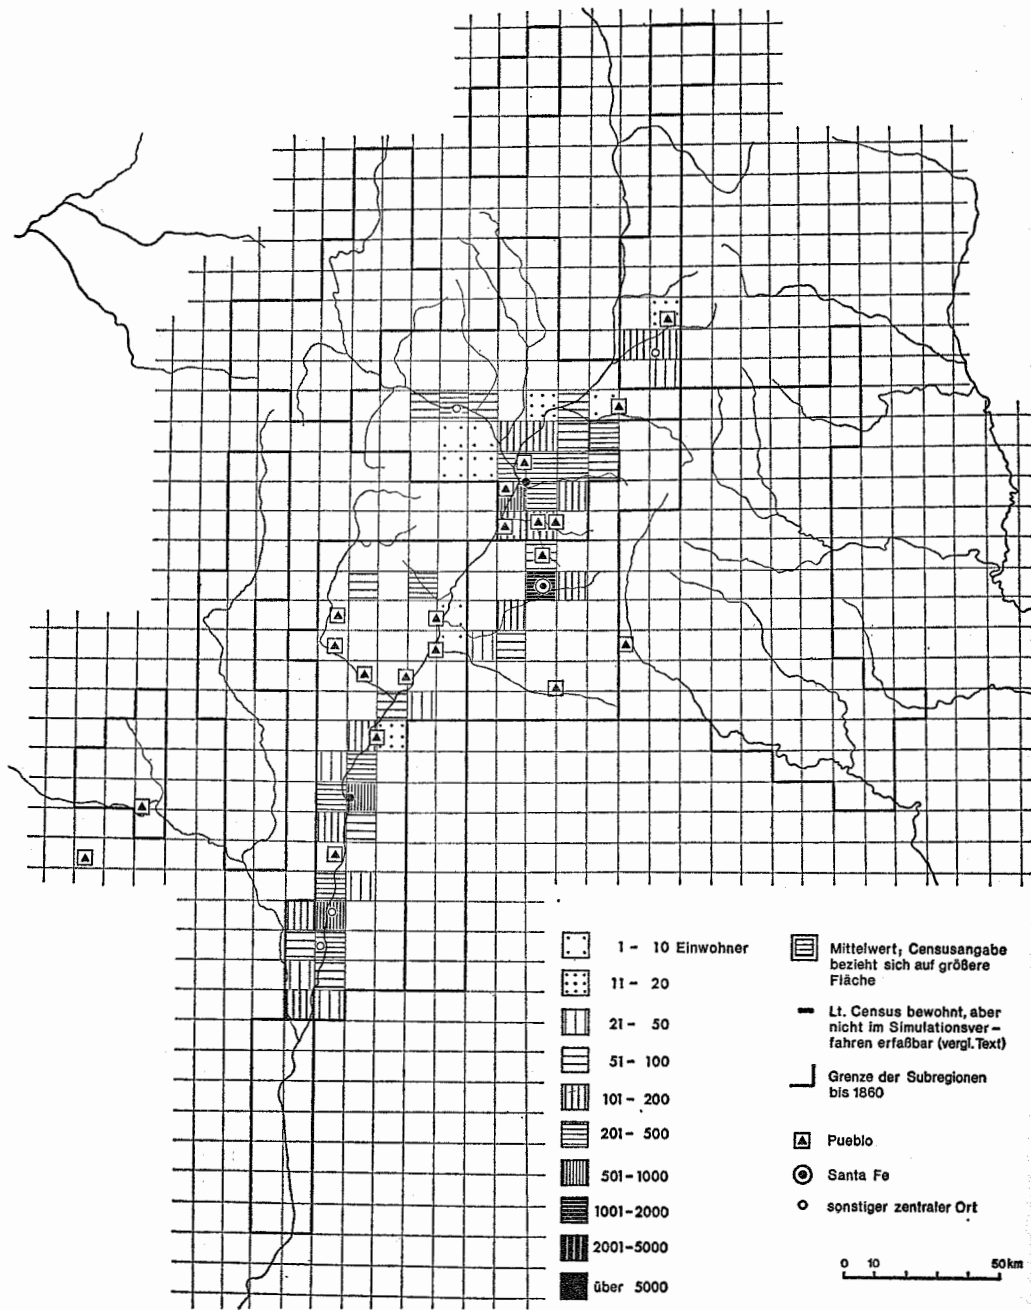 1 - 10 Einwohner
11 - 20
21 - 50
51 - 100
101 - 200
201 - 500
501 - 1000
1001 - 2000
2001 - 5000
über 5000
Mittelwert; Censusangabe
bezieht sich auf größere
Fläche
Lt. Census bewohnt, aber
nicht im Simulationsver-
fahren erfaßbar (vergl. Text)
Grenze der Subregionen
bis 1860
Pueblo
Santa Fe
sonstiger zentraler Ort
0 10 50 km